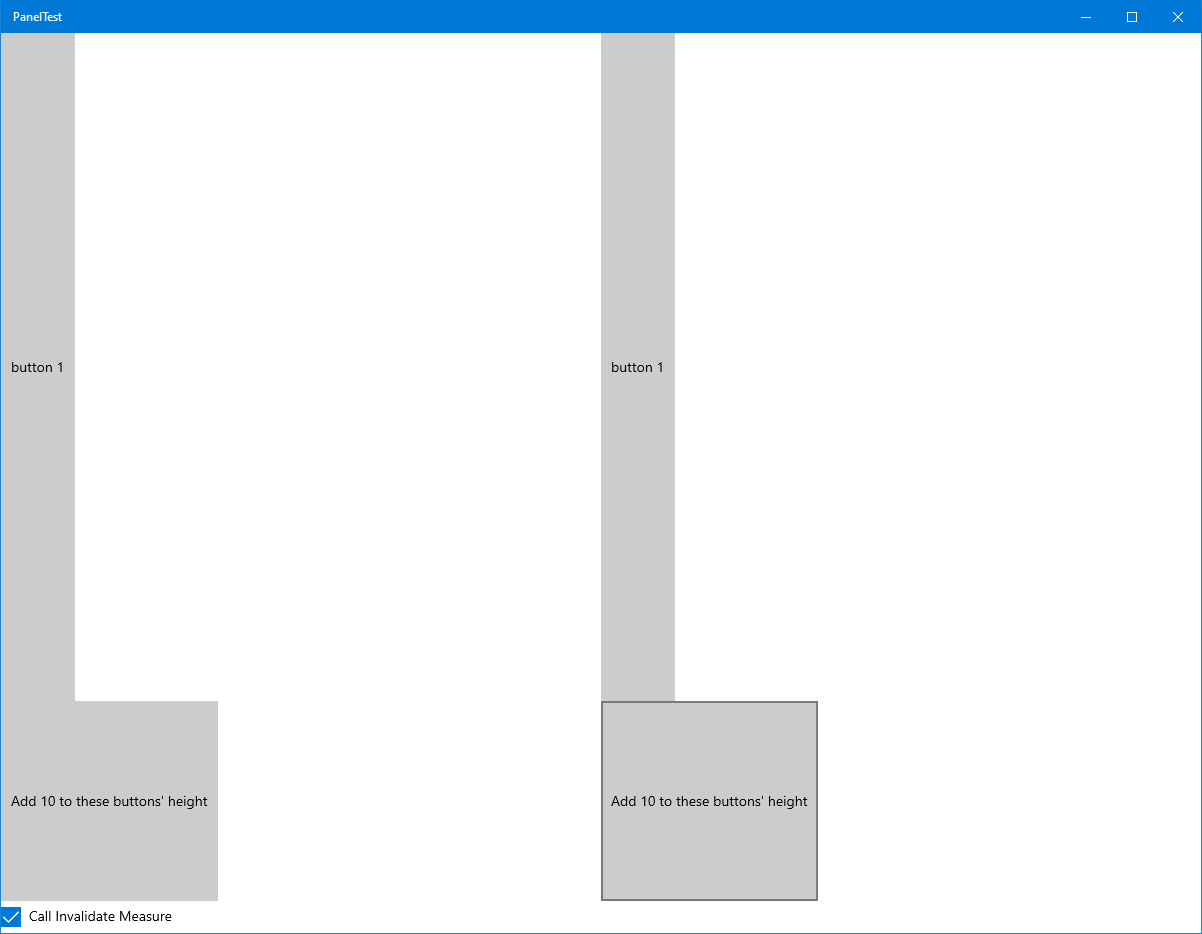 PanelTest
button 1
button 1
Add 10 to these buttons' height
Add 10 to these buttons' height
Call Invalidate Measure